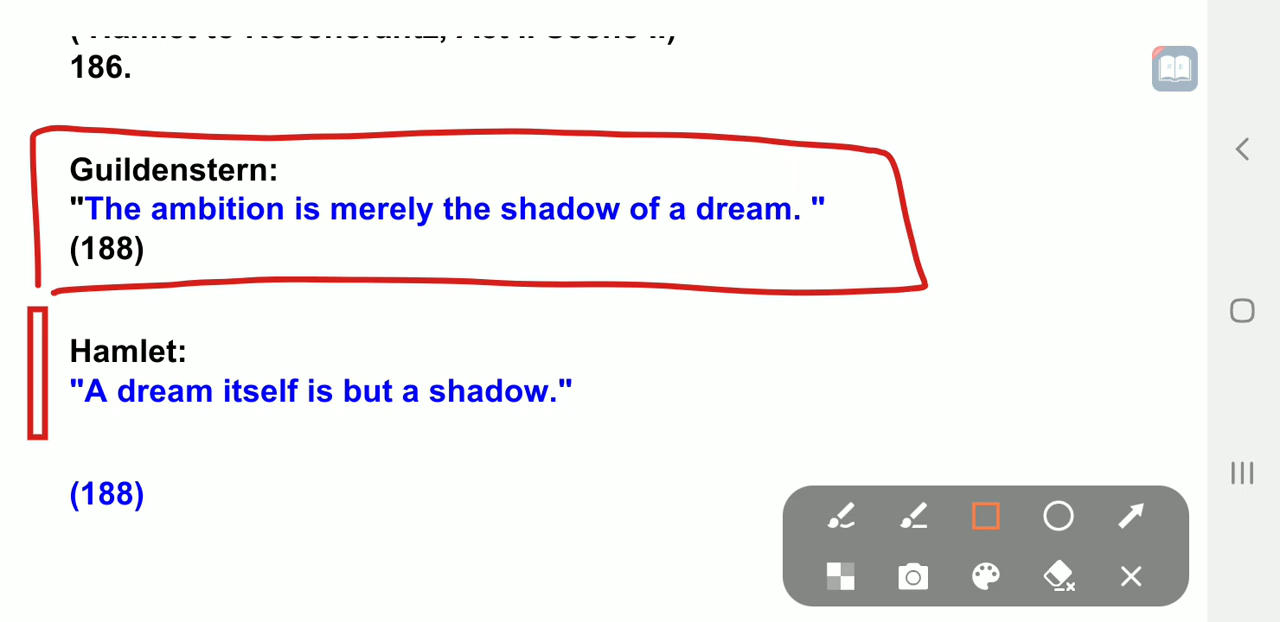 186.
Guildenstern:
"The ambition is merely the shadow of a dream. "
(188)
Hamlet:
"A dream itself is but a shadow."
(188)